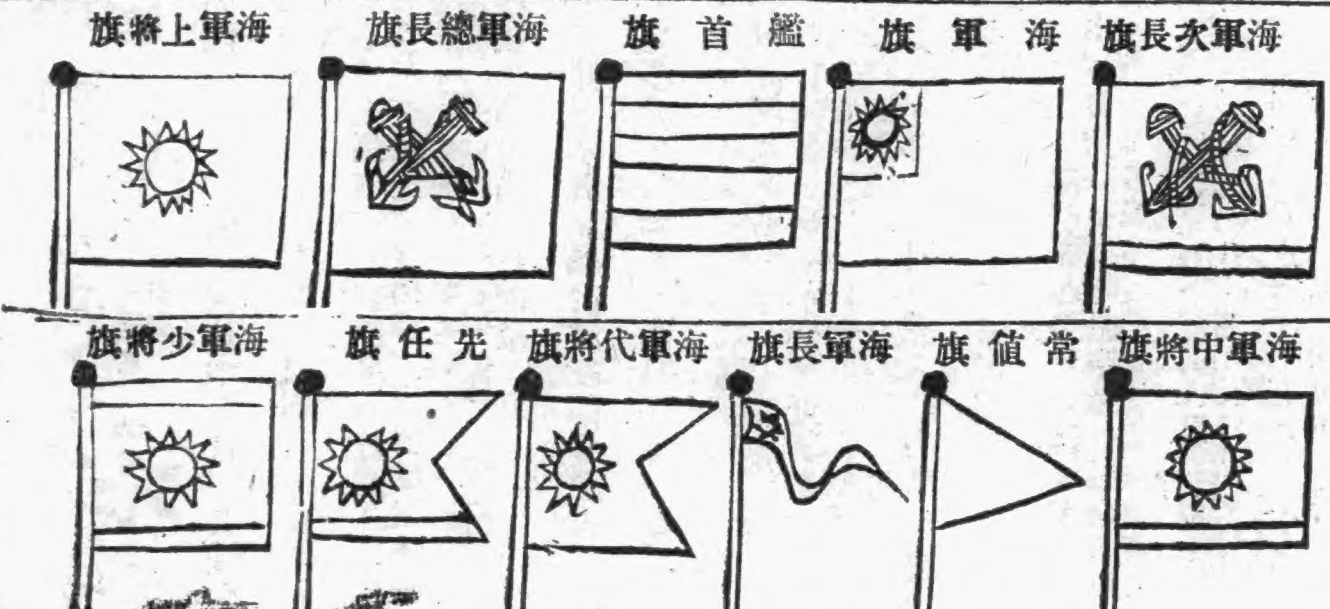 海軍次長旗
海軍旗
艦首旗
海軍總長旗
海軍上將旗
海軍中將旗
常値旗
海軍長旗
海軍代將旗
先任旗
海軍少將旗